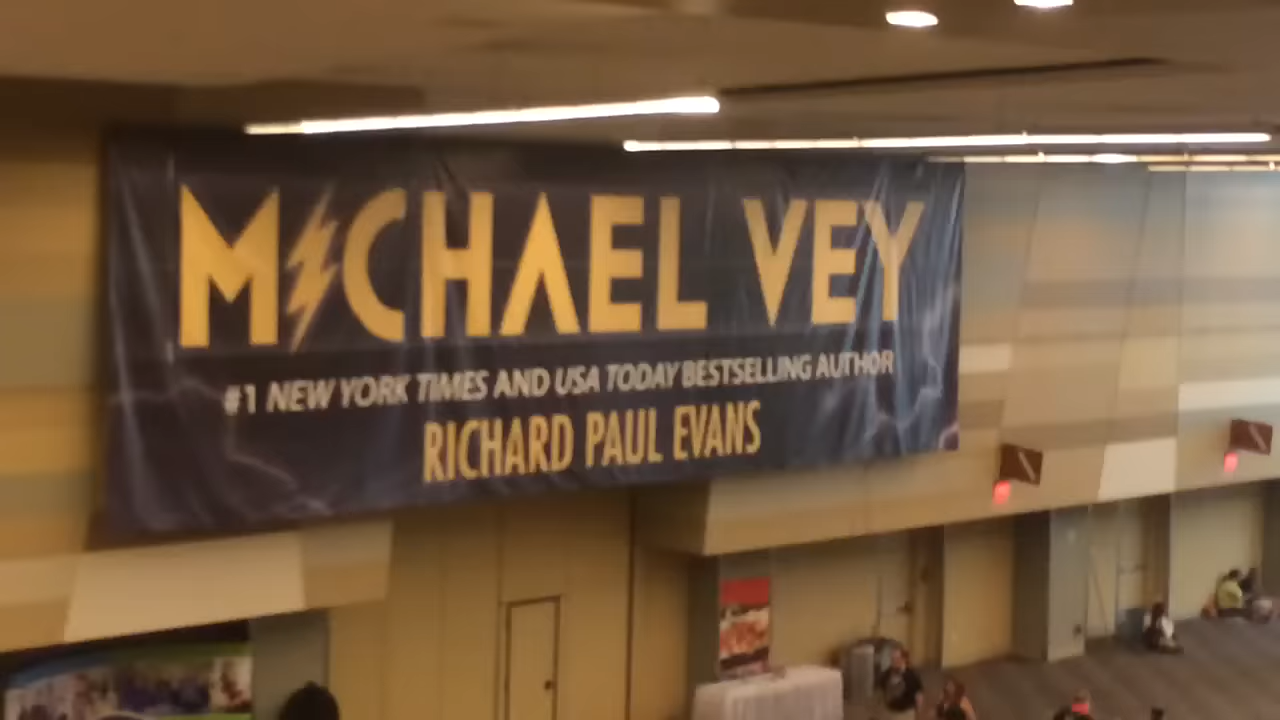 MICHAEL VEY
#1 NEW YORK TIMES AND USA TODAY BESTSELLING AUTHOR
RICHARD PAUL EVANS